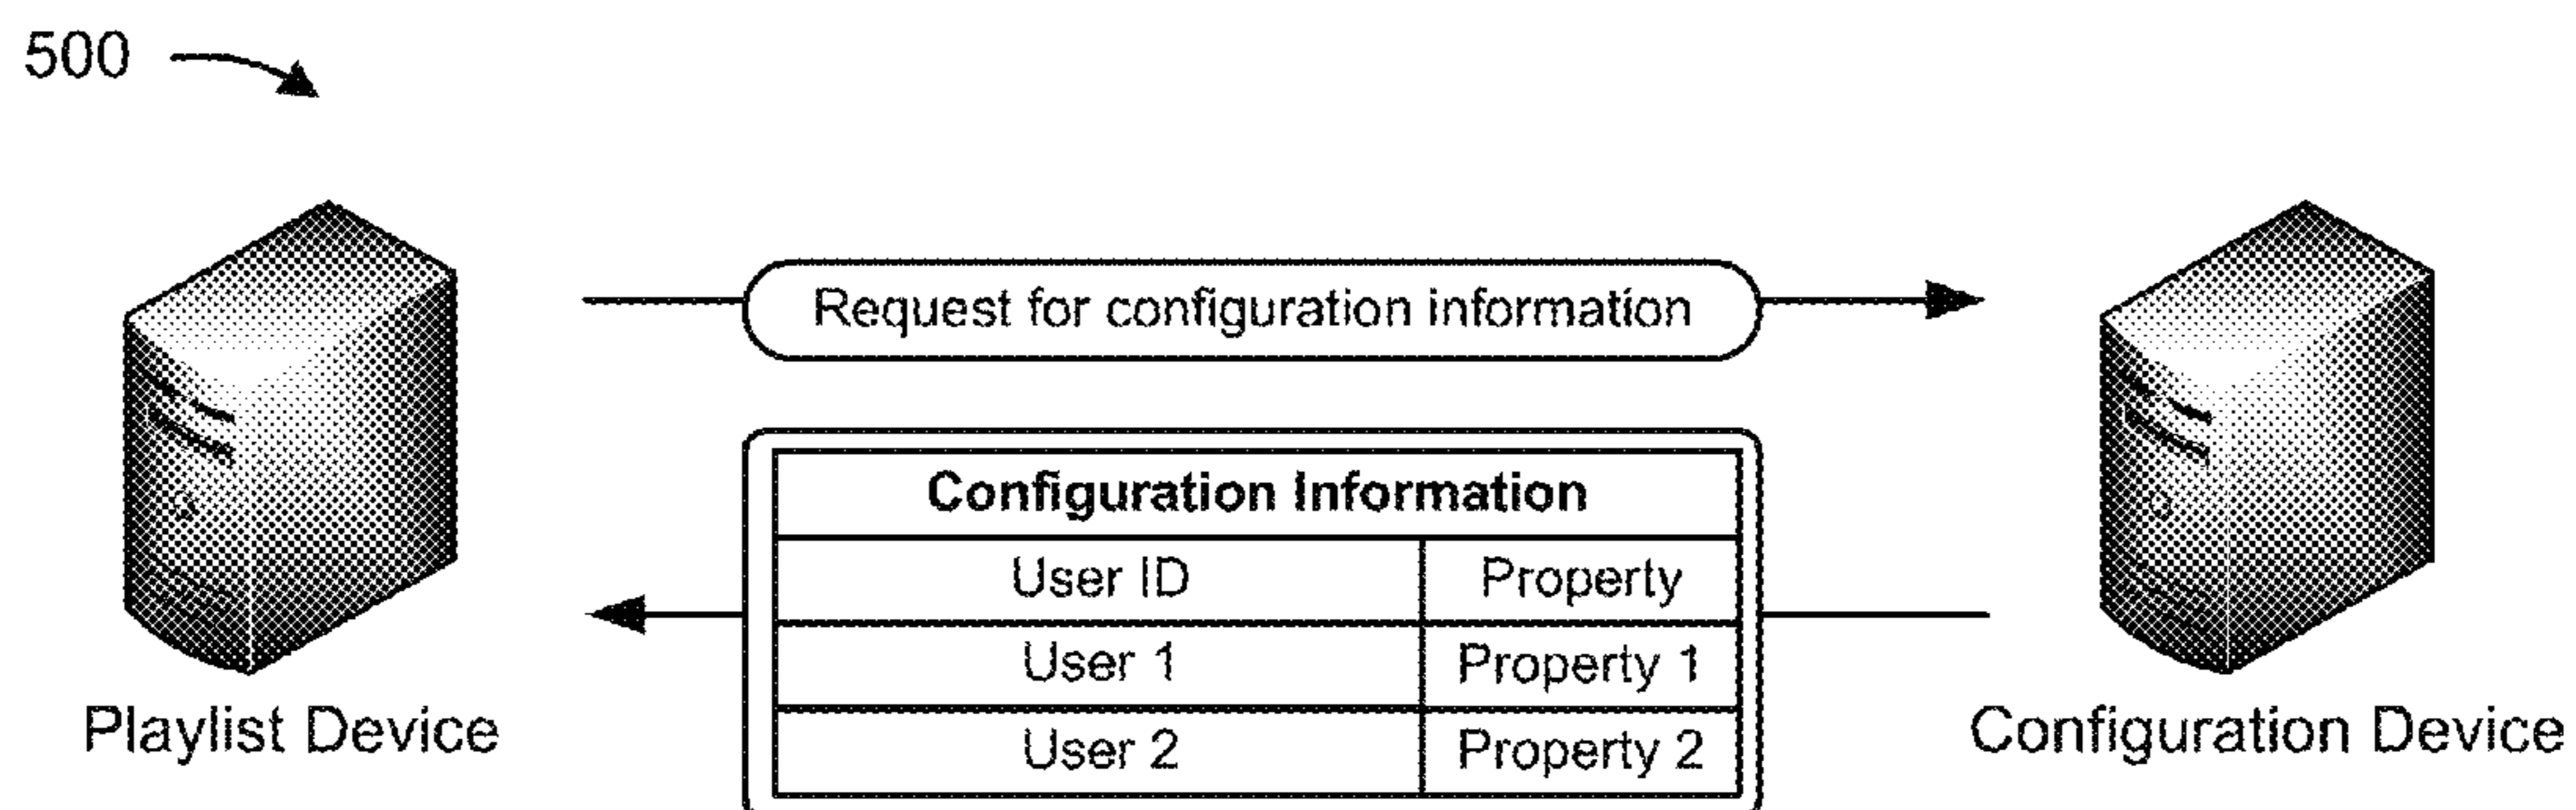 500
Request for configuration information
Configuration Information
User ID Property
User 1 Property 1
User 2 Property 2
Playlist Device
Configuration Device